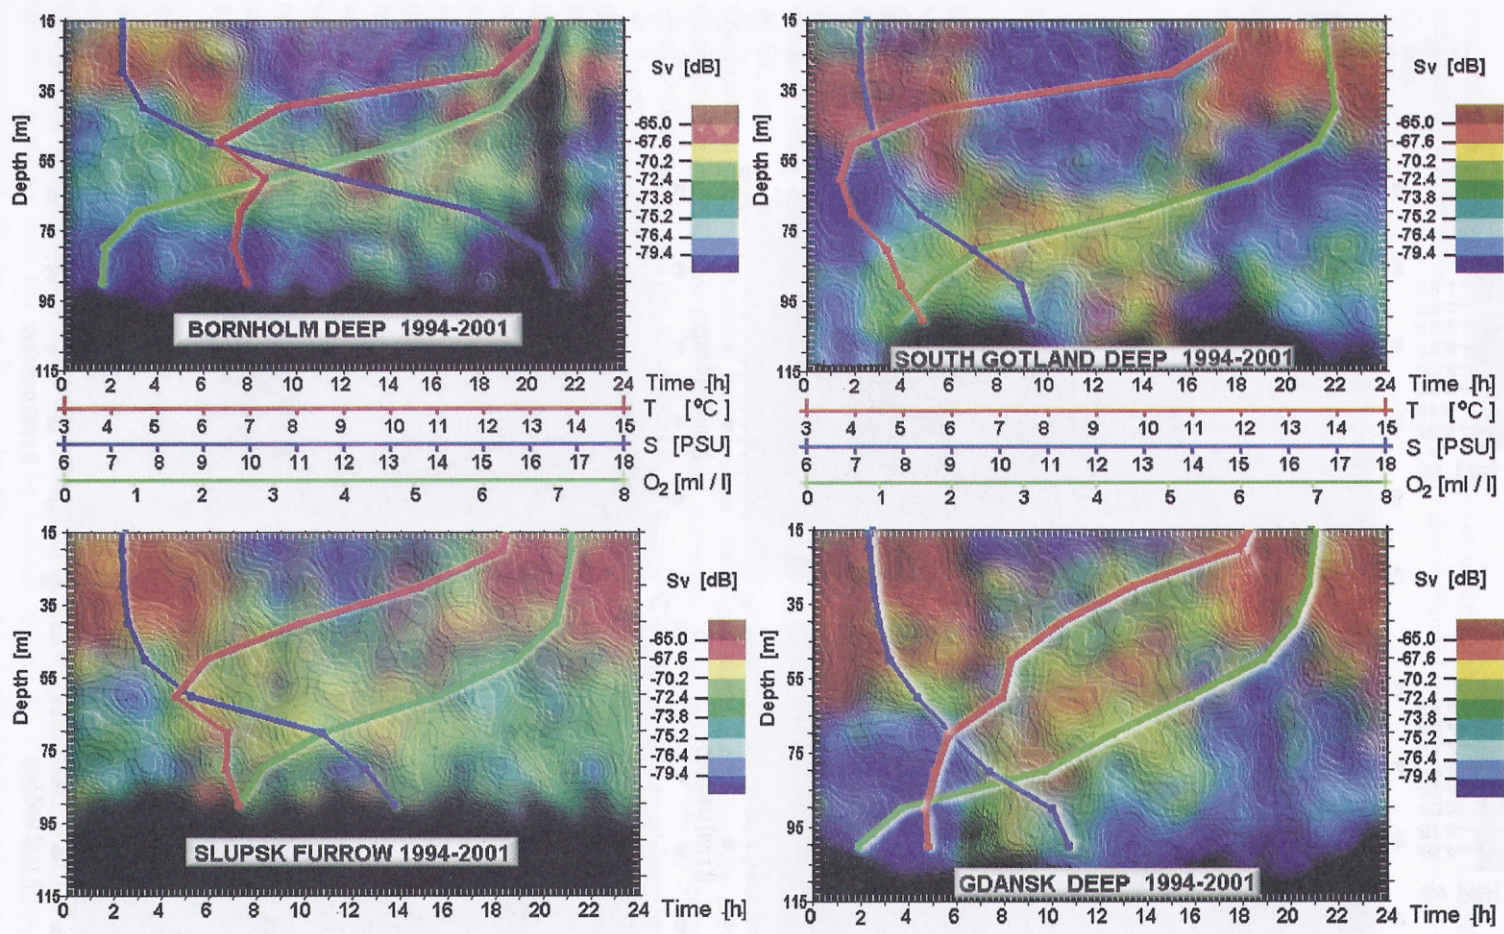 15
35
55
75
95
115
Depth [m]
Sv [dB]
-65.0
-67.6
-70.2
-72.4
-73.8
-75.2
-76.4
-79.4
BORNHOLM DEEP 1994-2001
0 2 4 6 8 10 12 14 16 18 20 22 24 Time [h]
15
35
55
75
95
115
Depth [m]
Sv [dB]
-65.0
-67.6
-70.2
-72.4
-73.8
-75.2
-76.4
-79.4
SOUTH GOTLAND DEEP 1994-2001
0 2 4 6 8 10 12 14 16 18 20 22 24 Time [h]
3 4 5 6 7 8 9 10 11 12 13 14 15 T [°C]
6 7 8 9 10 11 12 13 14 15 16 17 18 S [PSU]
0 1 2 3 4 5 6 7 8 O2 [ml / l]
3 4 5 6 7 8 9 10 11 12 13 14 15 T [°C]
6 7 8 9 10 11 12 13 14 15 16 17 18 S [PSU]
0 1 2 3 4 5 6 7 8 O2 [ml / l]
15
35
55
75
95
115
Depth [m]
Sv [dB]
-65.0
-67.6
-70.2
-72.4
-73.8
-75.2
-76.4
-79.4
SLUPSK FURROW 1994-2001
0 2 4 6 8 10 12 14 16 18 20 22 24 Time [h]
15
35
55
75
95
115
Depth [m]
Sv [dB]
-65.0
-67.6
-70.2
-72.4
-73.8
-75.2
-76.4
-79.4
GDANSK DEEP 1994-2001
0 2 4 6 8 10 12 14 16 18 20 22 24 Time [h]